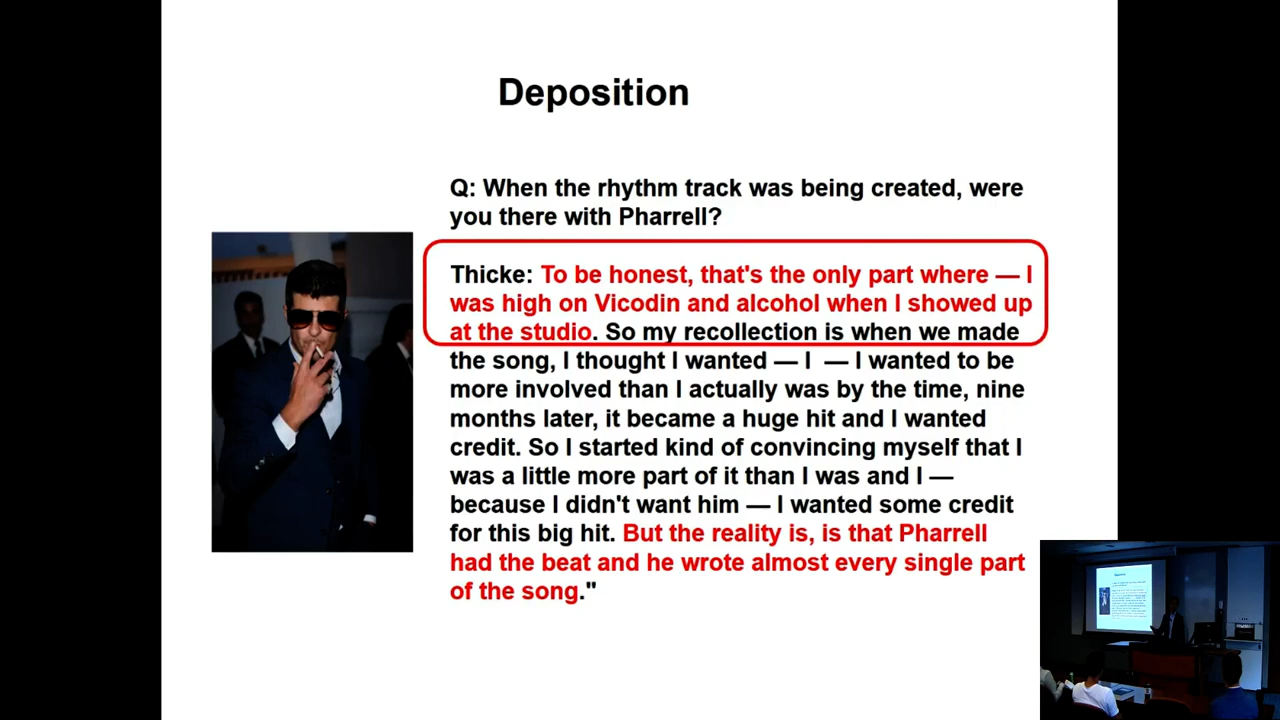 Deposition
Q: When the rhythm track was being created, were
you there with Pharrell?
Thicke: To be honest, that's the only part where — I
was high on Vicodin and alcohol when I showed up
at the studio. So my recollection is when we made
the song, I thought I wanted — I — I wanted to be
more involved than I actually was by the time, nine
months later, it became a huge hit and I wanted
credit. So I started kind of convincing myself that I
was a little more part of it than I was and I —
because I didn't want him — I wanted some credit
for this big hit. But the reality is, is that Pharrell
had the beat and he wrote almost every single part
of the song."